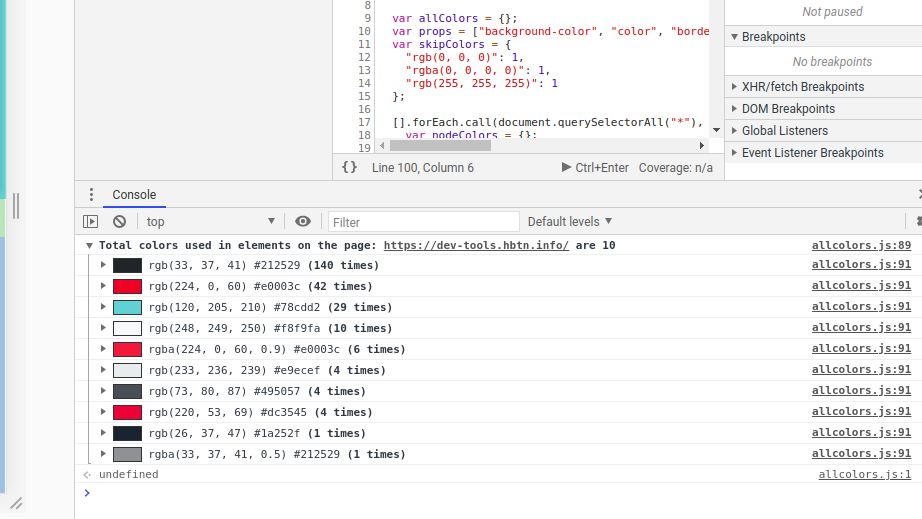 8
9 var allColors = {};
10 var props = ["background-color", "color", "borde
11 var skipColors = {
12 "rgb(0, 0, 0)": 1,
13 "rgba(0, 0, 0, 0)": 1,
14 "rgb(255, 255, 255)": 1
15 };
16
17 [].forEach.call(document.querySelectorAll("*"),
18 var nodeColors = {};
19
{} Line 100, Column 6 Ctrl+Enter Coverage: n/a
Not paused
Breakpoints
No breakpoints
XHR/fetch Breakpoints
DOM Breakpoints
Global Listeners
Event Listener Breakpoints
Console
top Filter Default levels
Total colors used in elements on the page: https://dev-tools.hbtn.info/ are 10 allcolors.js:89
rgb(33, 37, 41) #212529 (140 times) allcolors.js:91
rgb(224, 0, 60) #e0003c (42 times) allcolors.js:91
rgb(120, 205, 210) #78cdd2 (29 times) allcolors.js:91
rgb(248, 249, 250) #f8f9fa (10 times) allcolors.js:91
rgba(224, 0, 60, 0.9) #e0003c (6 times) allcolors.js:91
rgb(233, 236, 239) #e9ecef (4 times) allcolors.js:91
rgb(73, 80, 87) #495057 (4 times) allcolors.js:91
rgb(220, 53, 69) #dc3545 (4 times) allcolors.js:91
rgb(26, 37, 47) #1a252f (1 times) allcolors.js:91
rgba(33, 37, 41, 0.5) #212529 (1 times) allcolors.js:91
undefined allcolors.js:1